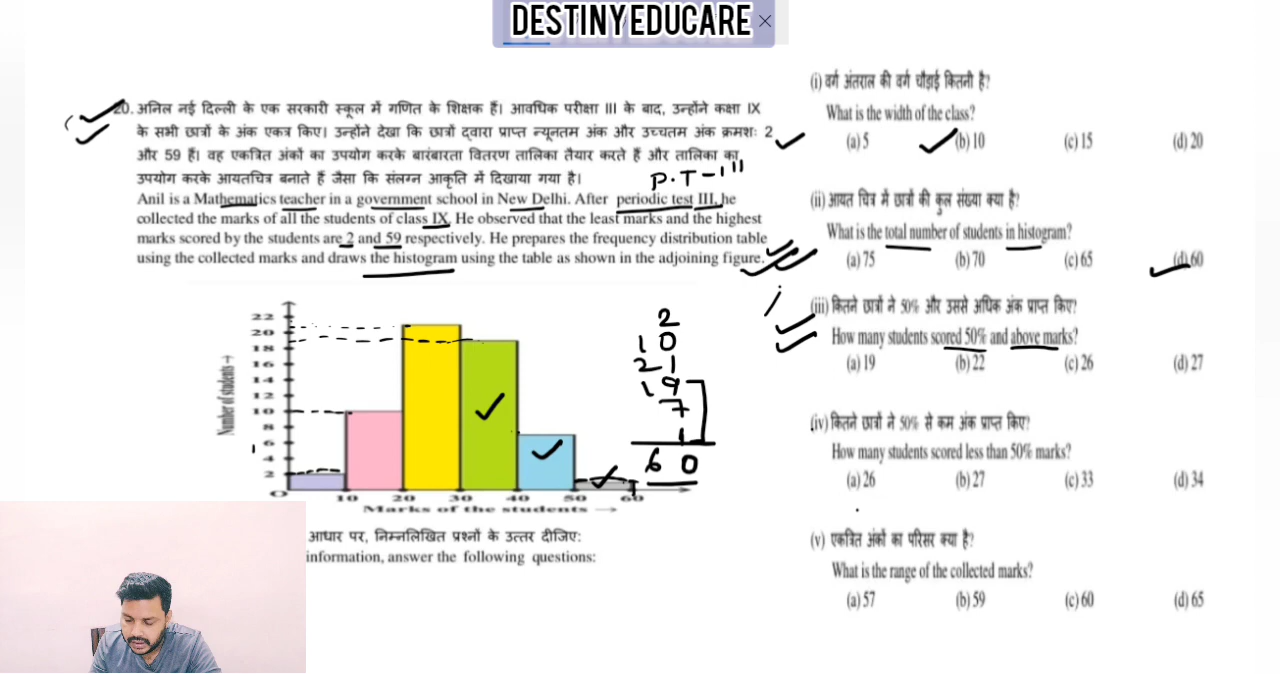 DESTINY EDUCARE ×
20. अनिल नई दिल्ली के एक सरकारी स्कूल में गणित के शिक्षक हैं। आवधिक परीक्षा III के बाद, उन्होंने कक्षा IX
के सभी छात्रों के अंक एकत्र किए। उन्होंने देखा कि छात्रों द्वारा प्राप्त न्यूनतम अंक और उच्चतम अंक क्रमशः 2
और 59 हैं। वह एकत्रित अंकों का उपयोग करके बारंबारता वितरण तालिका तैयार करते हैं और तालिका का
उपयोग करके आयतचित्र बनाते हैं जैसा कि संलग्न आकृति में दिखाया गया है।
P.T-III
Anil is a Mathematics teacher in a government school in New Delhi. After periodic test III, he
collected the marks of all the students of class IX. He observed that the least marks and the highest
marks scored by the students are 2 and 59 respectively. He prepares the frequency distribution table
using the collected marks and draws the histogram using the table as shown in the adjoining figure.
Number of students →
22
20
18
16
14
12
10
8
6
4
2
O
10 20 30 40 50 60
Marks of the students →
2
10
21
19
7
1
60
आधार पर, निम्नलिखित प्रश्नों के उत्तर दीजिए:
information, answer the following questions:
(i) वर्ग अंतराल की वर्ग चौड़ाई कितनी है?
What is the width of the class?
(a) 5 (b) 10 (c) 15 (d) 20
(ii) आयत चित्र में छात्रों की कुल संख्या क्या है?
What is the total number of students in histogram?
(a) 75 (b) 70 (c) 65 (d) 60
(iii) कितने छात्रों ने 50% और उससे अधिक अंक प्राप्त किए?
How many students scored 50% and above marks?
(a) 19 (b) 22 (c) 26 (d) 27
(iv) कितने छात्रों ने 50% से कम अंक प्राप्त किए?
How many students scored less than 50% marks?
(a) 26 (b) 27 (c) 33 (d) 34
(v) एकत्रित अंकों का परिसर क्या है?
What is the range of the collected marks?
(a) 57 (b) 59 (c) 60 (d) 65